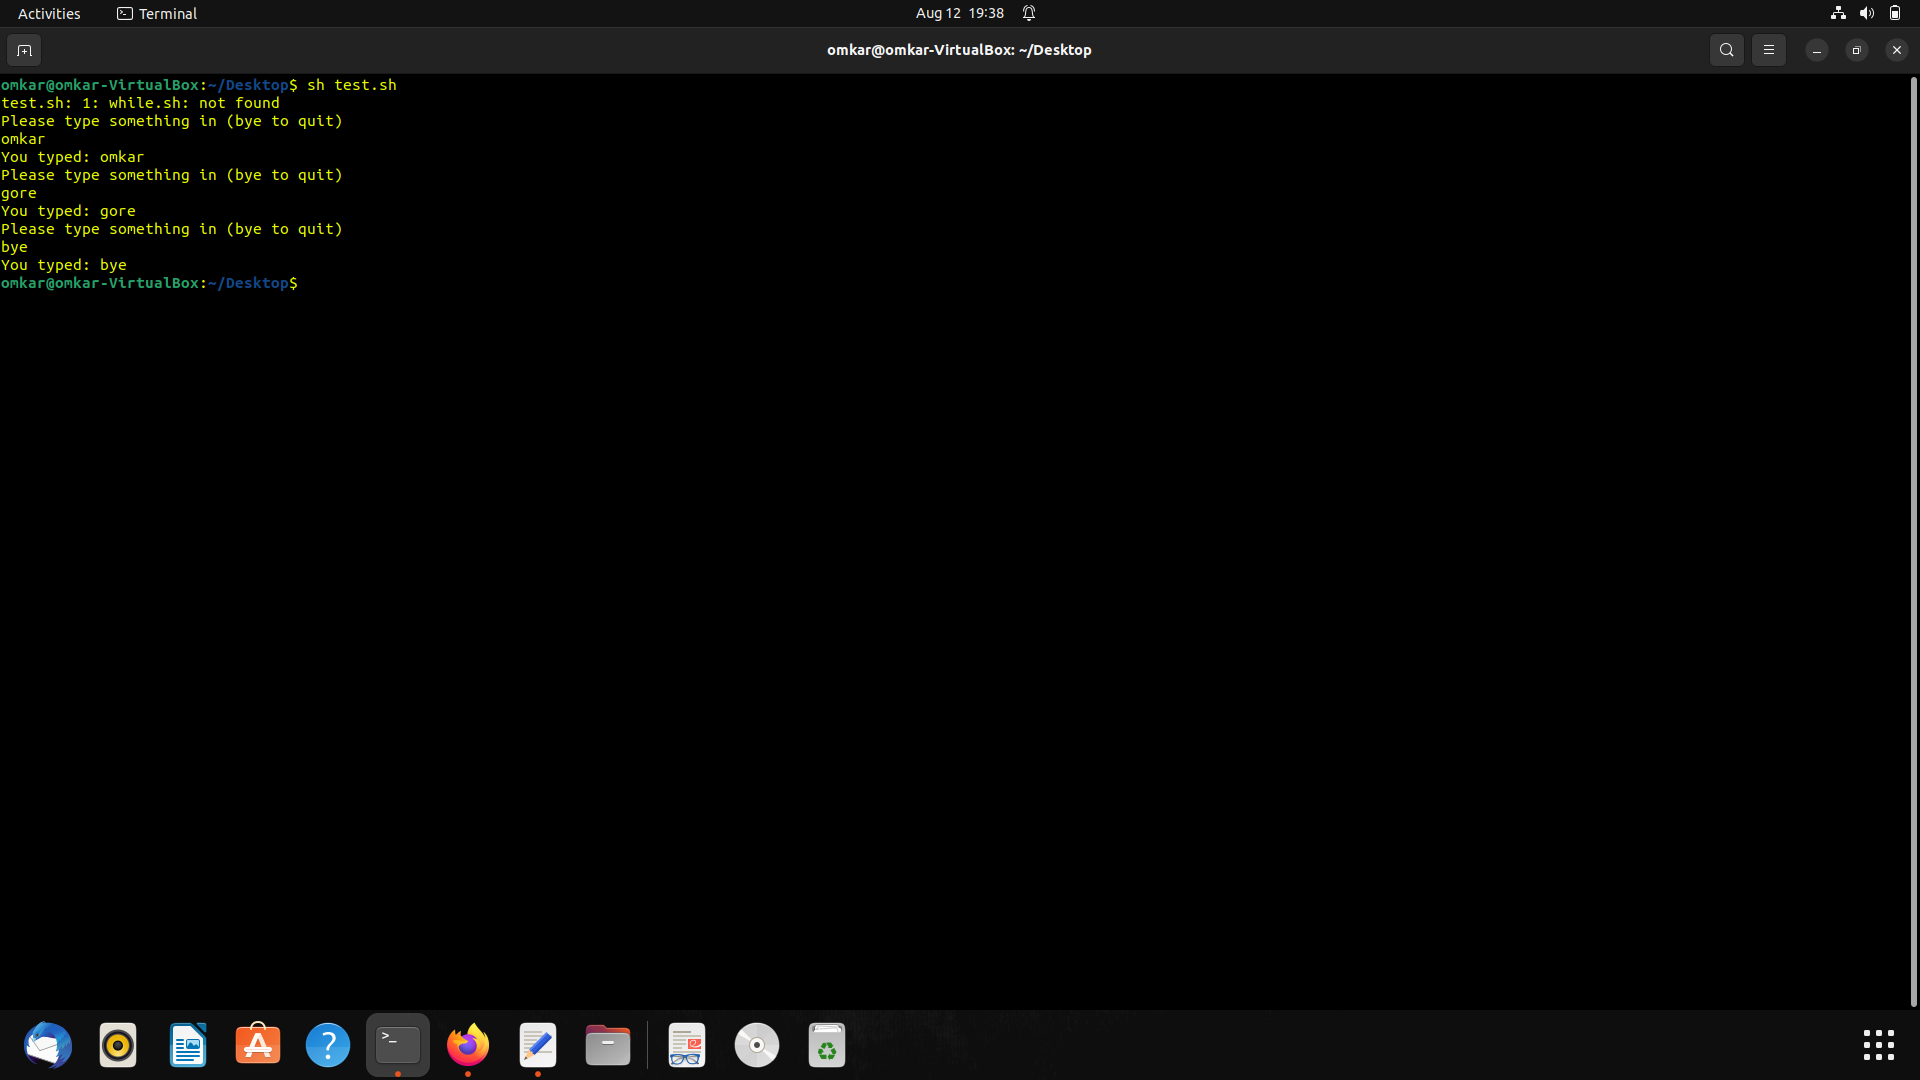 Activities Terminal Aug 12 19:38
omkar@omkar-VirtualBox: ~/Desktop
omkar@omkar-VirtualBox:~/Desktop$ sh test.sh
test.sh: 1: while.sh: not found
Please type something in (bye to quit)
omkar
You typed: omkar
Please type something in (bye to quit)
gore
You typed: gore
Please type something in (bye to quit)
bye
You typed: bye
omkar@omkar-VirtualBox:~/Desktop$